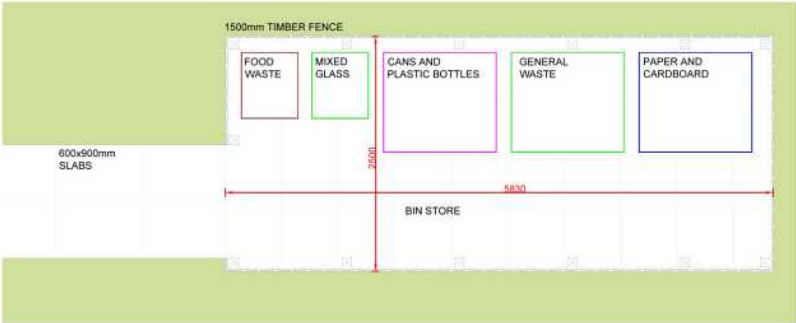 1500mm TIMBER FENCE
FOOD
WASTE
MIXED
GLASS
CANS AND
PLASTIC BOTTLES
GENERAL
WASTE
PAPER AND
CARDBOARD
600x900mm
SLABS
2500
5830
BIN STORE